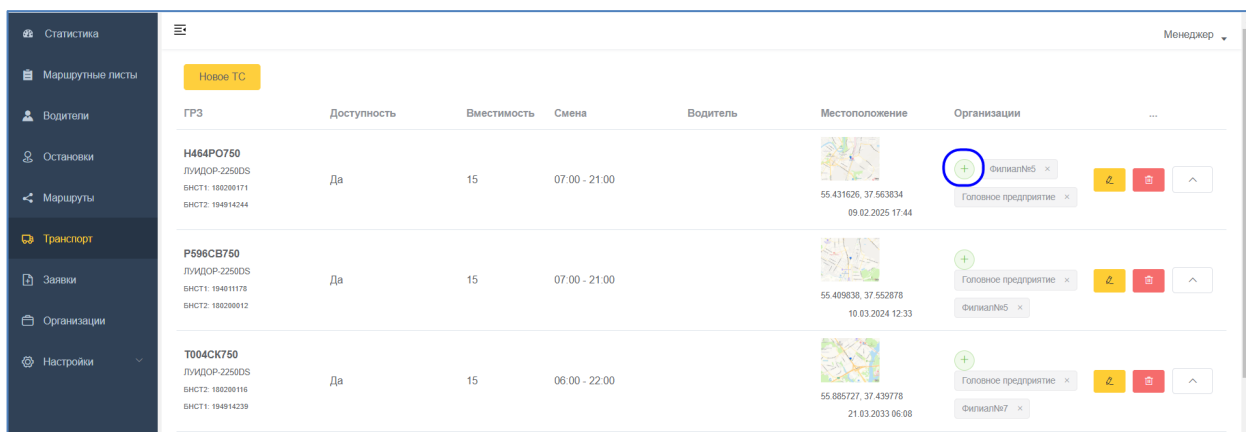 Статистика
Маршрутные листы
Водители
Остановки
Маршруты
Транспорт
Заявки
Организации
Настройки
Менеджер
Новое ТС
ГРЗ Доступность Вместимость Смена Водитель Местоположение Организации ...
Н464РО750
ЛУИДОР-2250DS
БНСТ1: 180200171
БНСТ2: 194914244
Да 15 07:00 - 21:00
55.431626, 37.563834
09.02.2025 17:44
Филиал№5 ×
Головное предприятие ×
Р596СВ750
ЛУИДОР-2250DS
БНСТ1: 194011178
БНСТ2: 180200012
Да 15 07:00 - 21:00
55.409838, 37.552878
10.03.2024 12:33
Головное предприятие ×
Филиал№5 ×
Т004СК750
ЛУИДОР-2250DS
БНСТ2: 180200116
БНСТ1: 194914239
Да 15 06:00 - 22:00
55.885727, 37.439778
21.03.2033 06:08
Головное предприятие ×
Филиал№7 ×